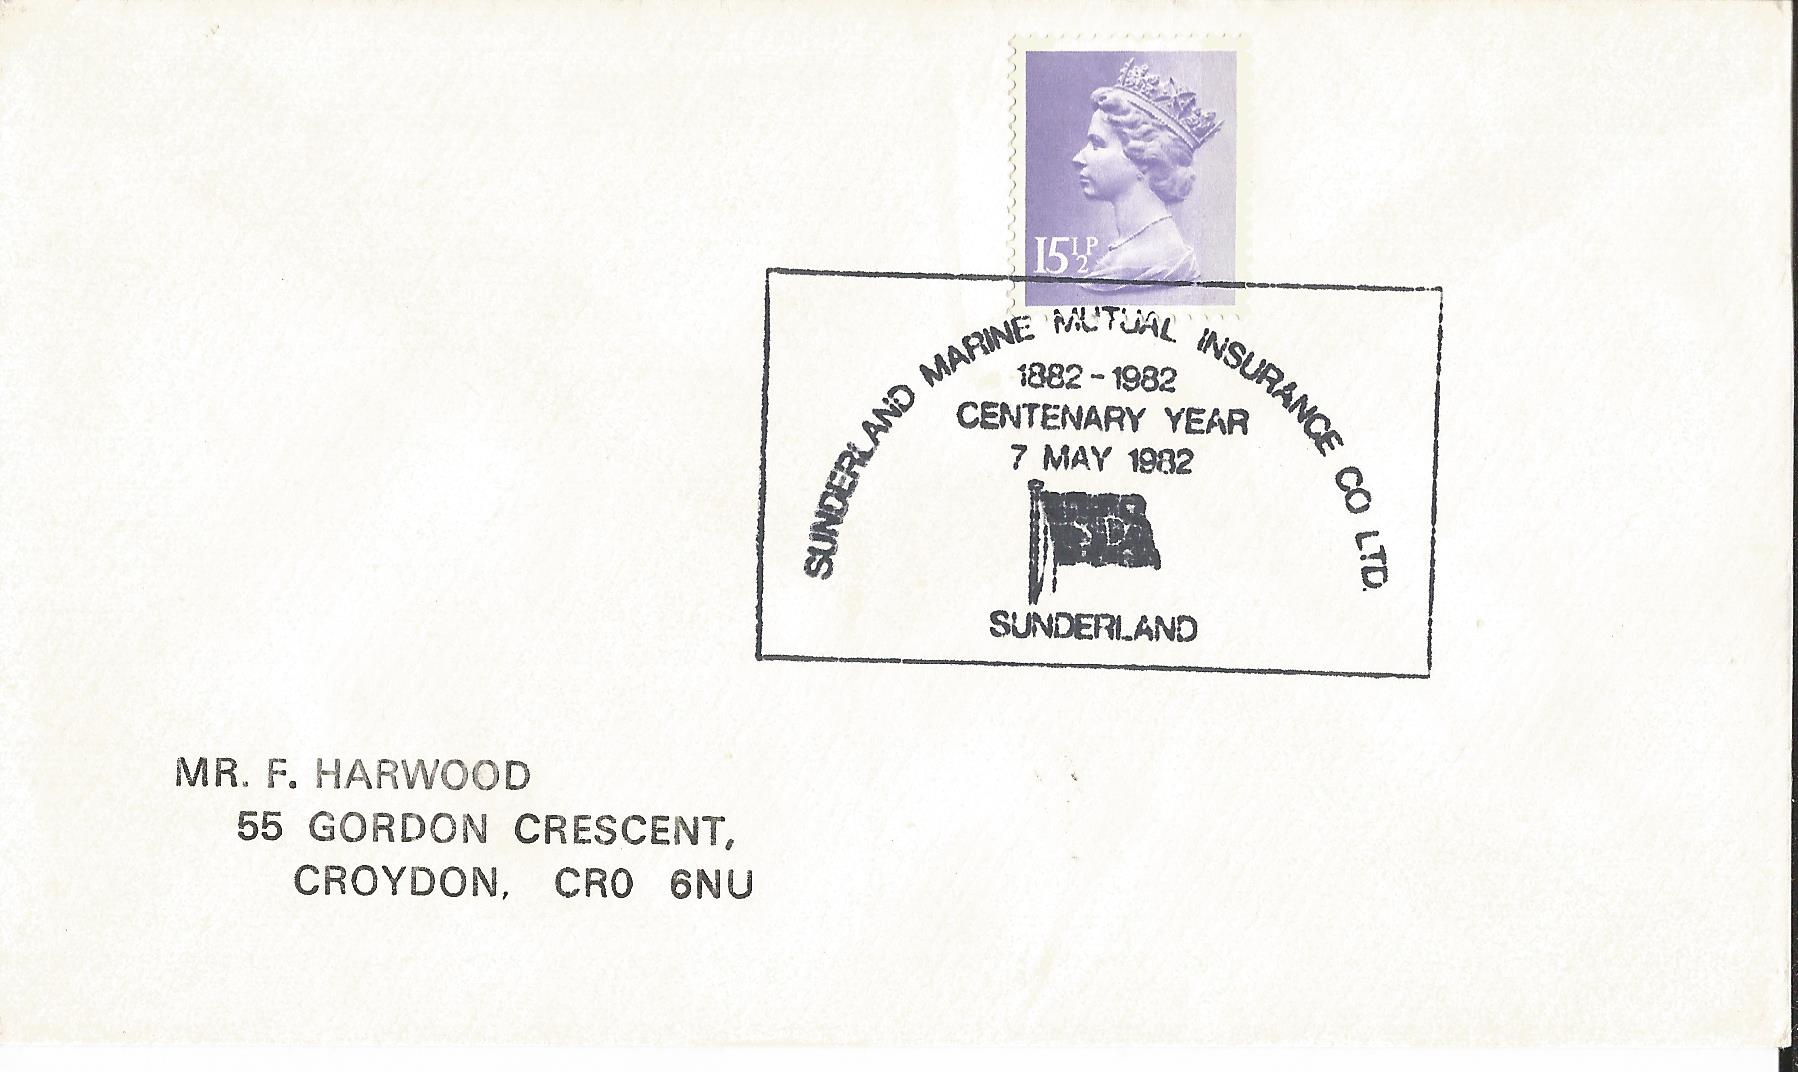 15½P
SUNDERLAND MARINE MUTUAL INSURANCE CO LTD.
1882-1982
CENTENARY YEAR
7 MAY 1982
SUNDERLAND
MR. F. HARWOOD
55 GORDON CRESCENT,
CROYDON, CR0 6NU